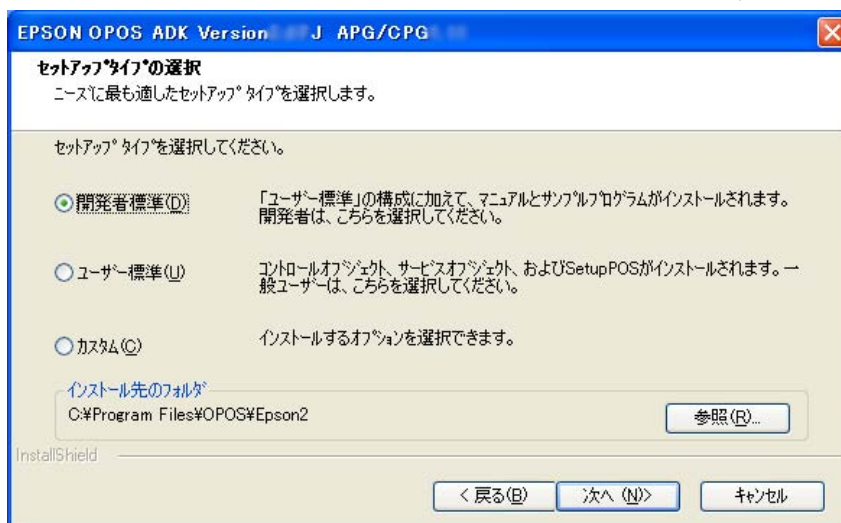 EPSON OPOS ADK Version J APG/CPG
セットアップタイプの選択
ニーズに最も適したセットアップ タイプを選択します。
セットアップ タイプを選択してください。
開発者標準(D)
「ユーザー標準」の構成に加えて、マニュアルとサンプルプログラムがインストールされます。
開発者は、こちらを選択してください。
ユーザー標準(U)
コントロールオブジェクト、サービスオブジェクト、およびSetupPOSがインストールされます。一
般ユーザーは、こちらを選択してください。
カスタム(C)
インストールするオプションを選択できます。
インストール先のフォルダ
C:¥Program Files¥OPOS¥Epson2
参照(R)...
InstallShield
< 戻る(B)
次へ (N)>
キャンセル